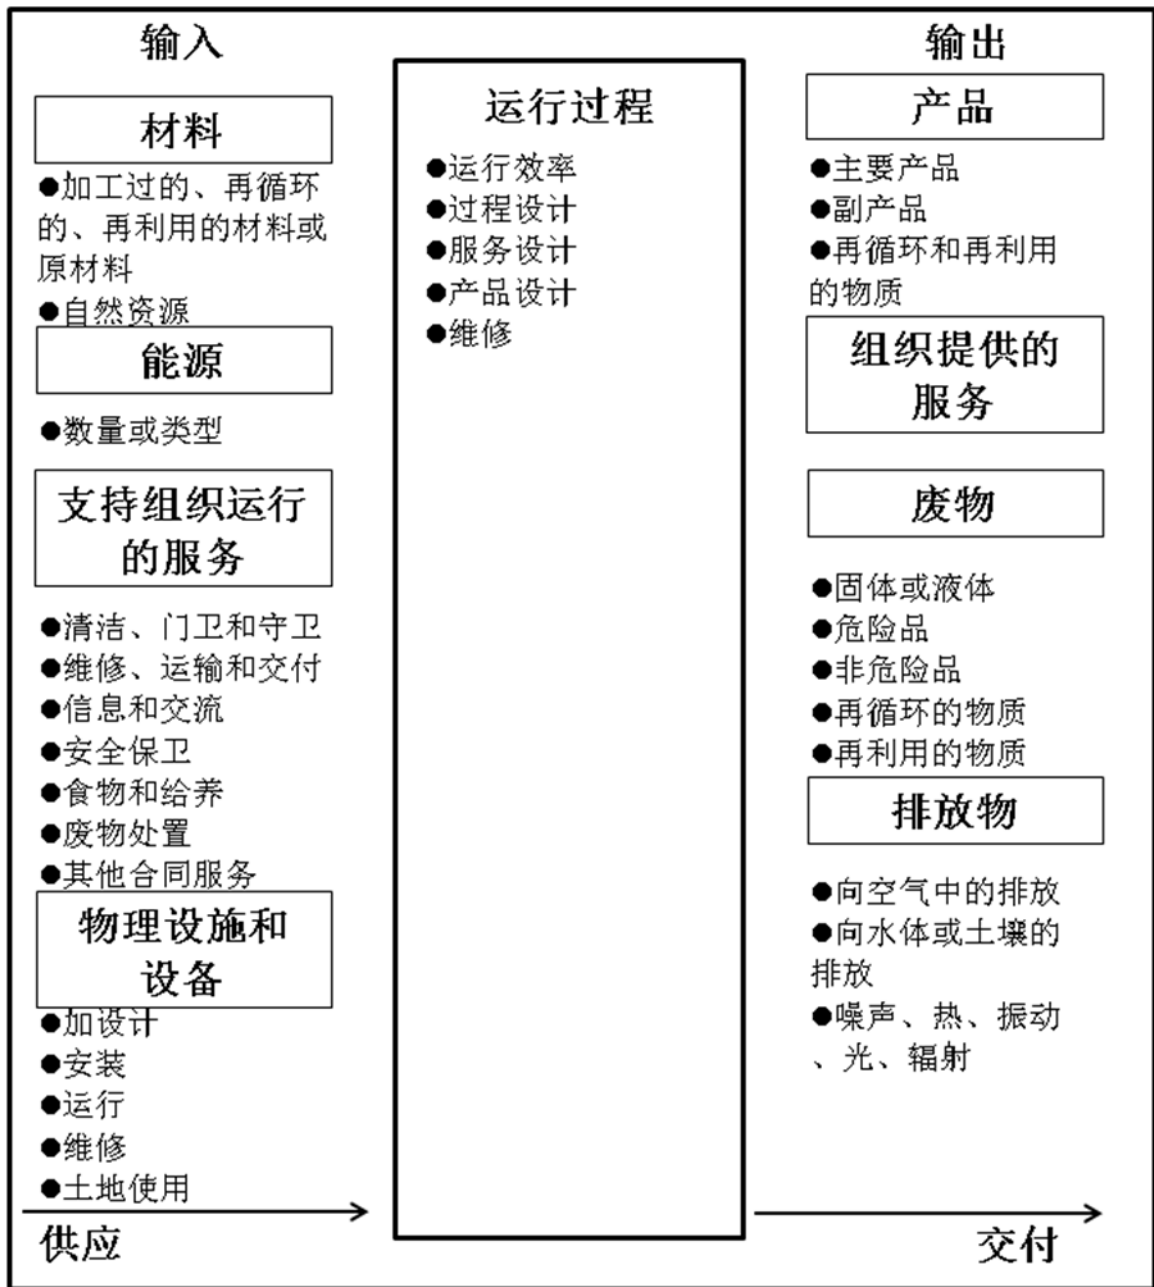 输入
材料
●加工过的、再循环
的、再利用的材料或
原材料
●自然资源
能源
●数量或类型
支持组织运行
的服务
●清洁、门卫和守卫
●维修、运输和交付
●信息和交流
●安全保卫
●食物和给养
●废物处置
●其他合同服务
物理设施和
设备
●加设计
●安装
●运行
●维修
●土地使用
供应
运行过程
●运行效率
●过程设计
●服务设计
●产品设计
●维修
输出
产品
●主要产品
●副产品
●再循环和再利用
的物质
组织提供的
服务
废物
●固体或液体
●危险品
●非危险品
●再循环的物质
●再利用的物质
排放物
●向空气中的排放
●向水体或土壤的
排放
●噪声、热、振动
、光、辐射
交付